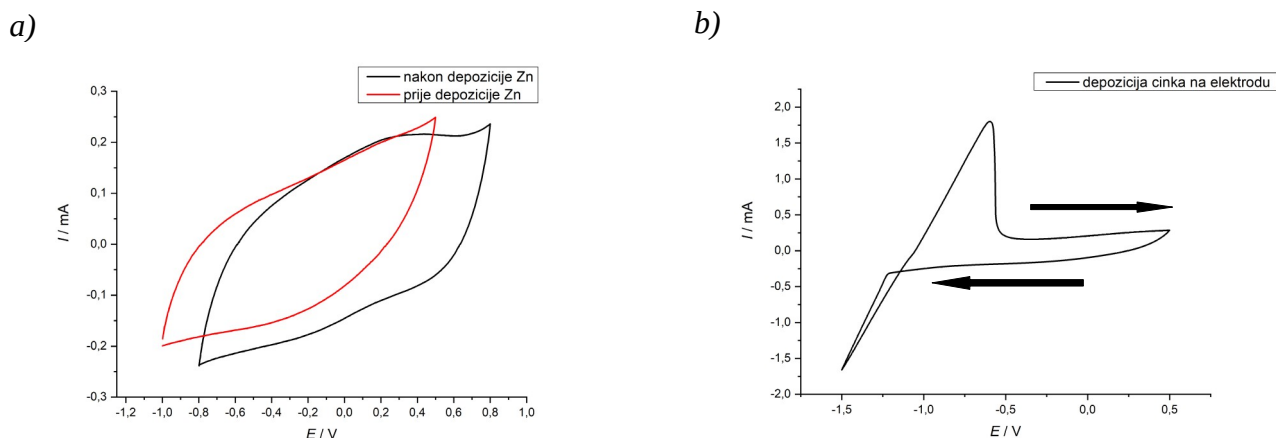 a)
nakon depozicije Zn
prije depozicije Zn
0,3
0,2
0,1
0,0
-0,1
-0,2
-0,3
I / mA
-1,2 -1,0 -0,8 -0,6 -0,4 -0,2 0,0 0,2 0,4 0,6 0,8 1,0
E / V
b)
depozicija cinka na elektrodu
2,0
1,5
1,0
0,5
0,0
-0,5
-1,0
-1,5
-2,0
I / mA
-1,5 -1,0 -0,5 0,0 0,5
E / V